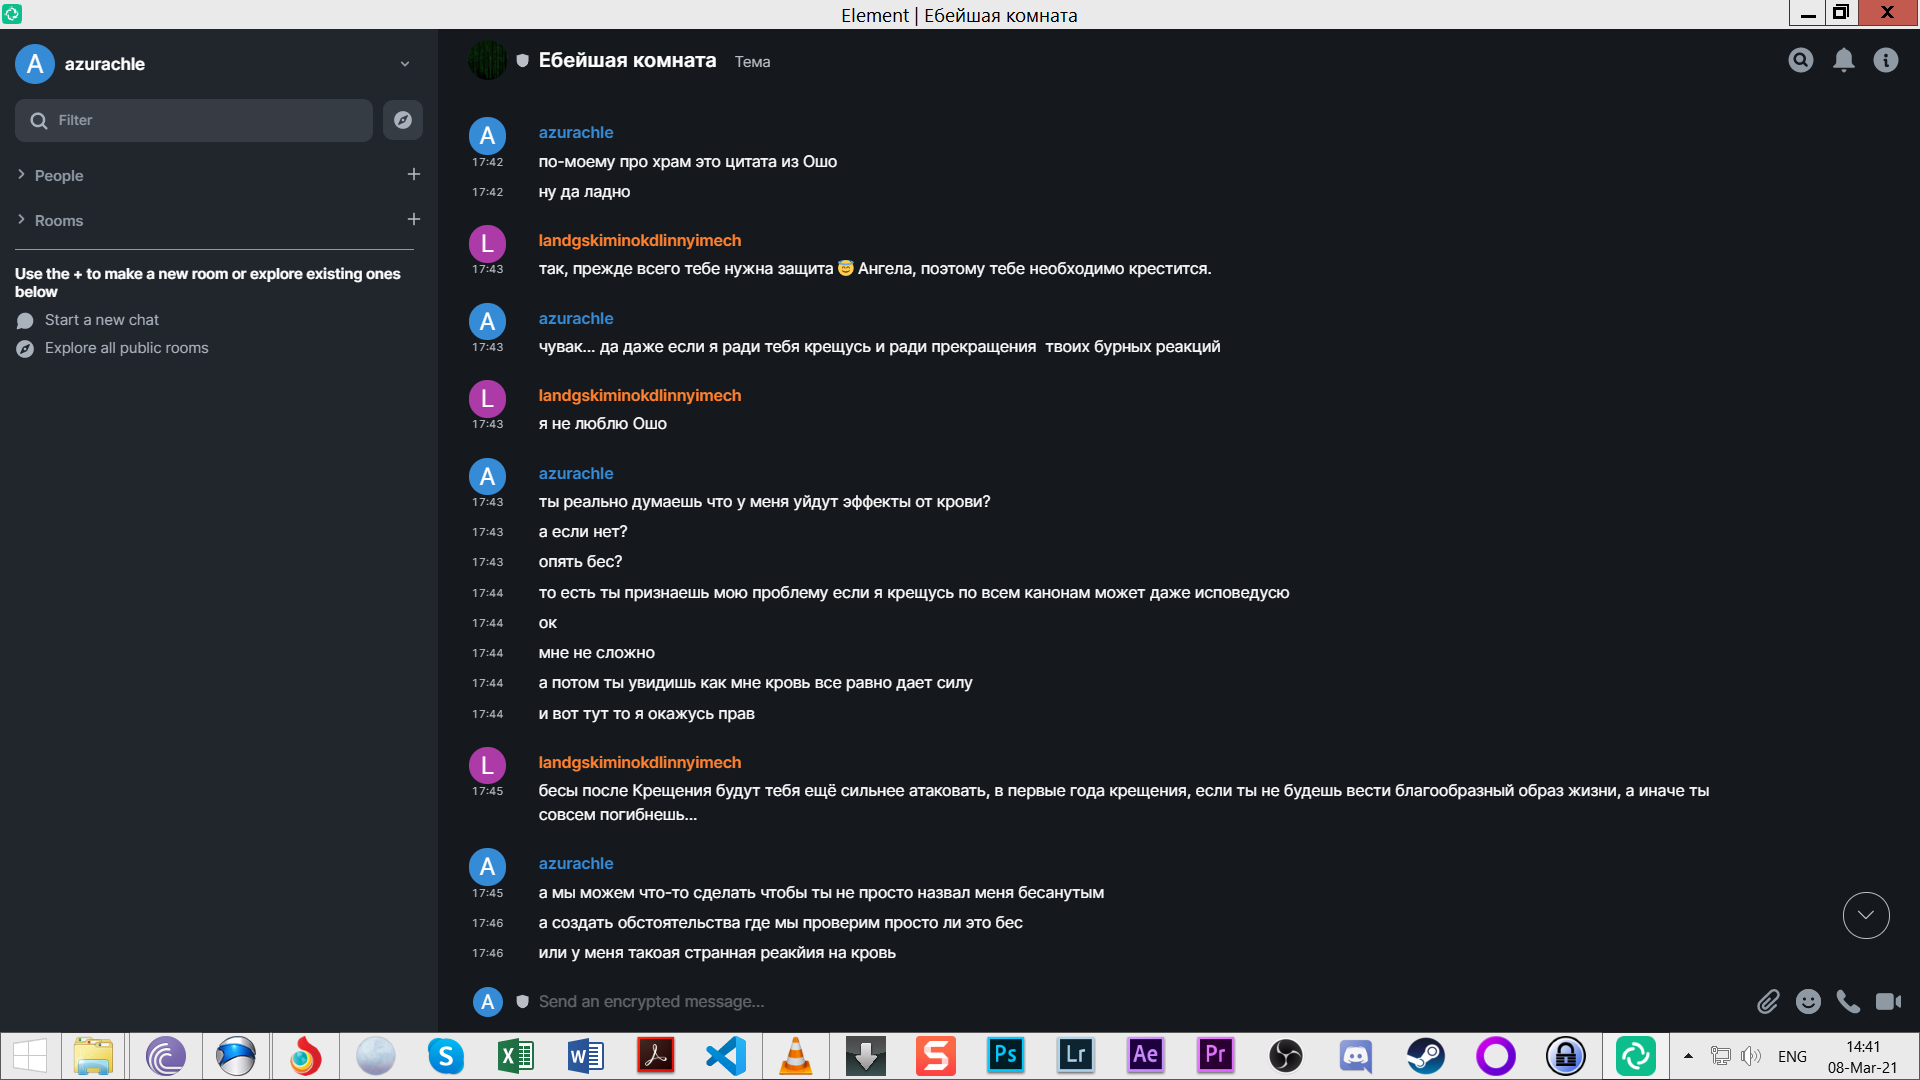 Element | Ебейшая комната
A azurachle
Filter
People
Rooms
Use the + to make a new room or explore existing ones
below
Start a new chat
Explore all public rooms
Ебейшая комната Тема
A azurachle
17:42 по-моему про храм это цитата из Ошо
17:42 ну да ладно
L landgskiminokdlinnyimech
17:43 так, прежде всего тебе нужна защита 😇 Ангела, поэтому тебе необходимо крестится.
A azurachle
17:43 чувак... да даже если я ради тебя крещусь и ради прекращения  твоих бурных реакций
L landgskiminokdlinnyimech
17:43 я не люблю Ошо
A azurachle
17:43 ты реально думаешь что у меня уйдут эффекты от крови?
17:43 а если нет?
17:43 опять бес?
17:44 то есть ты признаешь мою проблему если я крещусь по всем канонам может даже исповедусю
17:44 ок
17:44 мне не сложно
17:44 а потом ты увидишь как мне кровь все равно дает силу
17:44 и вот тут то я окажусь прав
L landgskiminokdlinnyimech
17:45 бесы после Крещения будут тебя ещё сильнее атаковать, в первые года крещения, если ты не будешь вести благообразный образ жизни, а иначе ты
совсем погибнешь...
A azurachle
17:45 а мы можем что-то сделать чтобы ты не просто назвал меня бесанутым
17:46 а создать обстоятельства где мы проверим просто ли это бес
17:46 или у меня такоая странная реакйия на кровь
A Send an encrypted message...
S X W S Ps Lr Ae Pr ENG 14:41
08-Mar-21